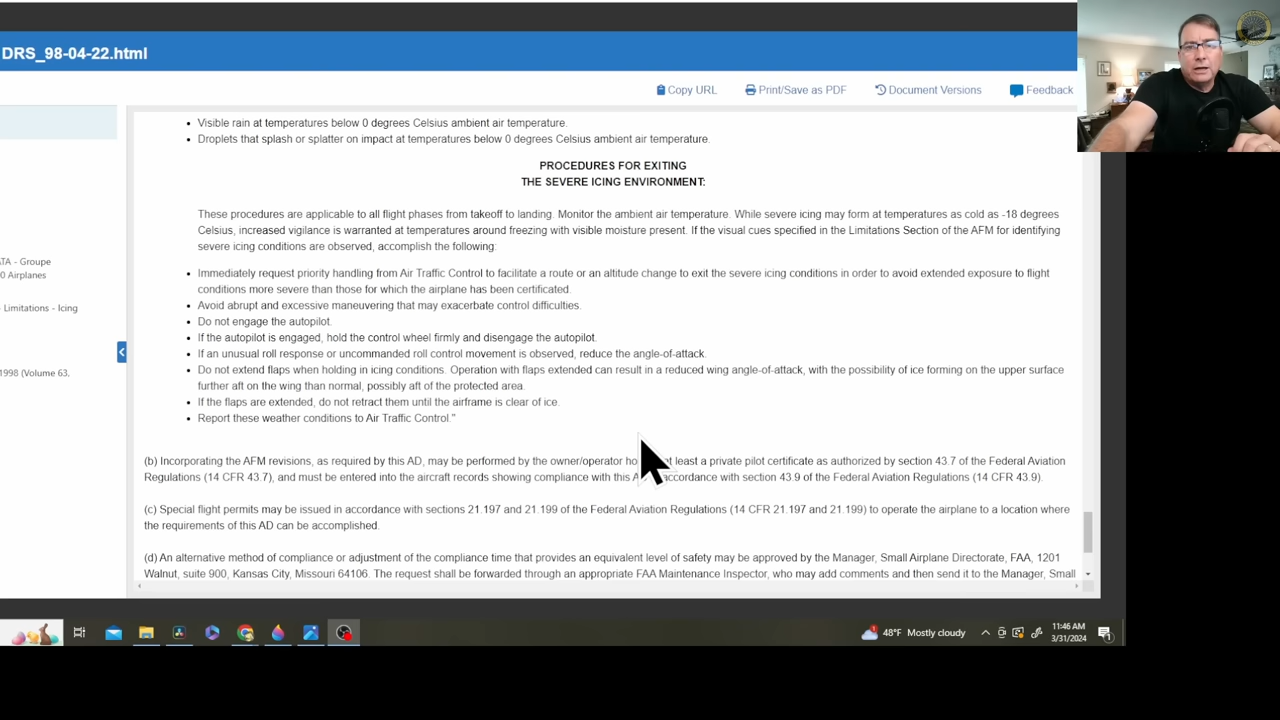 DRS_98-04-22.html
Copy URL
Print/Save as PDF
Document Versions
Feedback
• Visible rain at temperatures below 0 degrees Celsius ambient air temperature.
• Droplets that splash or splatter on impact at temperatures below 0 degrees Celsius ambient air temperature.
PROCEDURES FOR EXITING
THE SEVERE ICING ENVIRONMENT:
These procedures are applicable to all flight phases from takeoff to landing. Monitor the ambient air temperature. While severe icing may form at temperatures as cold as -18 degrees
Celsius, increased vigilance is warranted at temperatures around freezing with visible moisture present. If the visual cues specified in the Limitations Section of the AFM for identifying
severe icing conditions are observed, accomplish the following:
• Immediately request priority handling from Air Traffic Control to facilitate a route or an altitude change to exit the severe icing conditions in order to avoid extended exposure to flight
conditions more severe than those for which the airplane has been certificated.
• Avoid abrupt and excessive maneuvering that may exacerbate control difficulties.
• Do not engage the autopilot.
• If the autopilot is engaged, hold the control wheel firmly and disengage the autopilot.
• If an unusual roll response or uncommanded roll control movement is observed, reduce the angle-of-attack.
• Do not extend flaps when holding in icing conditions. Operation with flaps extended can result in a reduced wing angle-of-attack, with the possibility of ice forming on the upper surface
further aft on the wing than normal, possibly aft of the protected area.
• If the flaps are extended, do not retract them until the airframe is clear of ice.
• Report these weather conditions to Air Traffic Control."
(b) Incorporating the AFM revisions, as required by this AD, may be performed by the owner/operator ho t least a private pilot certificate as authorized by section 43.7 of the Federal Aviation
Regulations (14 CFR 43.7), and must be entered into the aircraft records showing compliance with this A accordance with section 43.9 of the Federal Aviation Regulations (14 CFR 43.9).
(c) Special flight permits may be issued in accordance with sections 21.197 and 21.199 of the Federal Aviation Regulations (14 CFR 21.197 and 21.199) to operate the airplane to a location where
the requirements of this AD can be accomplished.
(d) An alternative method of compliance or adjustment of the compliance time that provides an equivalent level of safety may be approved by the Manager, Small Airplane Directorate, FAA, 1201
Walnut, suite 900, Kansas City, Missouri 64106. The request shall be forwarded through an appropriate FAA Maintenance Inspector, who may add comments and then send it to the Manager, Small
ATA - Groupe
0 Airplanes
- Limitations - Icing
1998 (Volume 63,
48°F Mostly cloudy
11:46 AM
3/31/2024